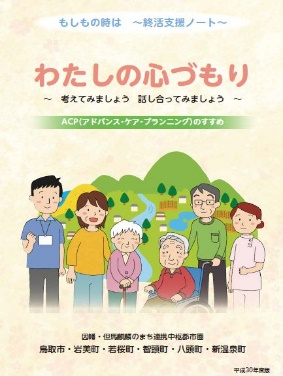 もしもの時は ～終活支援ノート～
わたしの心づもり
～ 考えてみましょう 話し合ってみましょう ～
ACP(アドバンス・ケア・プランニング)のすすめ
因幡・但馬麒麟のまち連携中枢都市圏
鳥取市・岩美町・若桜町・智頭町・八頭町・新温泉町
平成30年度版